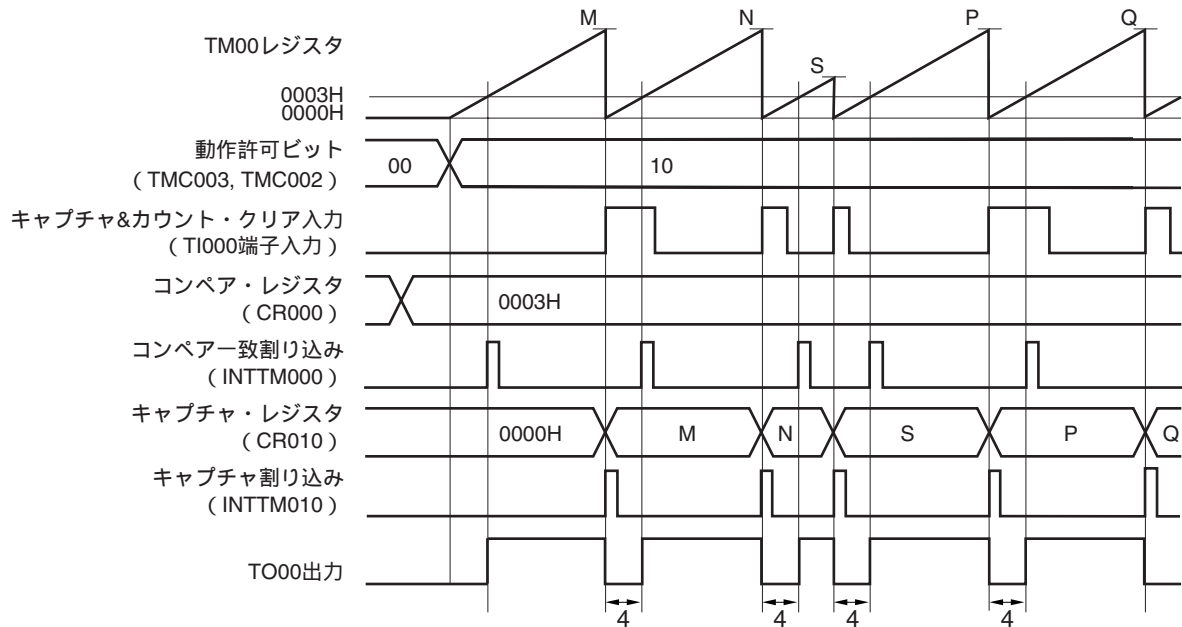 M N S P Q
TM00レジスタ
0003H
0000H
動作許可ビット
（TMC003, TMC002）
00 10
キャプチャ&カウント・クリア入力
（TI000端子入力）
コンペア・レジスタ
（CR000）
0003H
コンペア一致割り込み
（INTTM000）
キャプチャ・レジスタ
（CR010）
0000H M N S P Q
キャプチャ割り込み
（INTTM010）
TO00出力
4 4 4 4